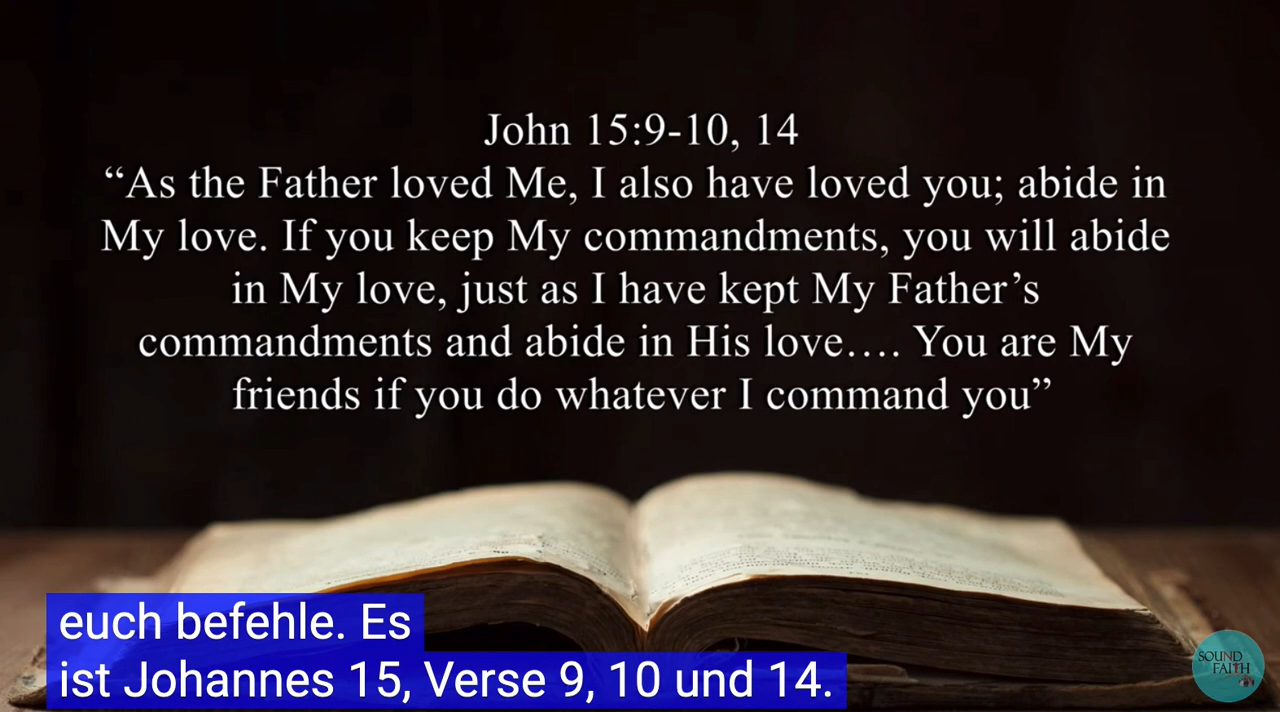 John 15:9-10, 14
“As the Father loved Me, I also have loved you; abide in
My love. If you keep My commandments, you will abide
in My love, just as I have kept My Father’s
commandments and abide in His love…. You are My
friends if you do whatever I command you”
euch befehle. Es
ist Johannes 15, Verse 9, 10 und 14.
SOUND
FAITH